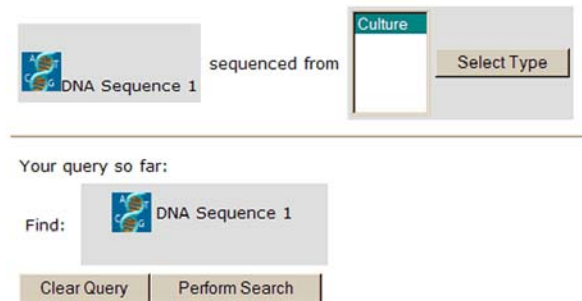 Culture
DNA Sequence 1 sequenced from Select Type
Your query so far:
Find: DNA Sequence 1
Clear Query Perform Search